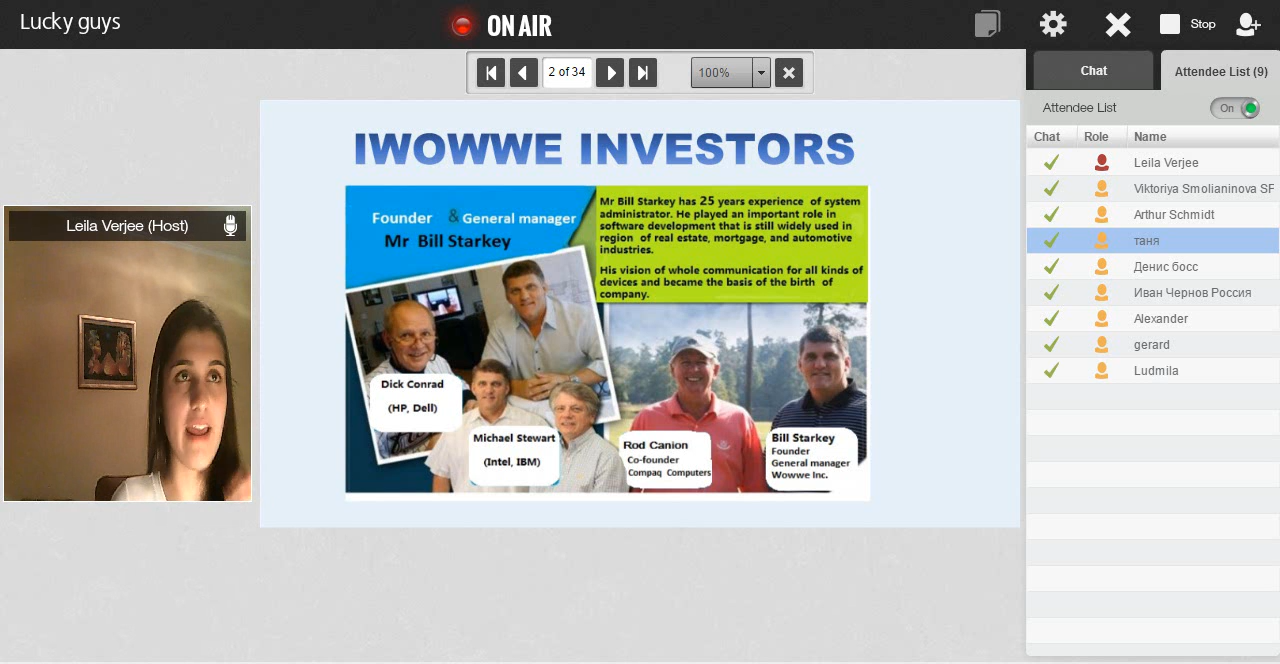 Lucky guys
ON AIR
Stop
2 of 34
100%
Chat
Attendee List (9)
Attendee List
On
Chat Role Name
Leila Verjee
Viktoriya Smolianinova SF
Arthur Schmidt
таня
Денис босс
Иван Чернов Россия
Alexander
gerard
Ludmila
Leila Verjee (Host)
IWOWWE INVESTORS
Founder & General manager
Mr Bill Starkey
Mr Bill Starkey has 25 years experience of system
administrator. He played an important role in
software development that is still widely used in
region of real estate, mortgage, and automotive
industries.
His vision of whole communication for all kinds of
devices and became the basis of the birth of
company.
Dick Conrad
(HP, Dell)
Michael Stewart
(Intel, IBM)
Rod Canion
Co-founder
Compaq Computers
Bill Starkey
Founder
General manager
Wowwe Inc.